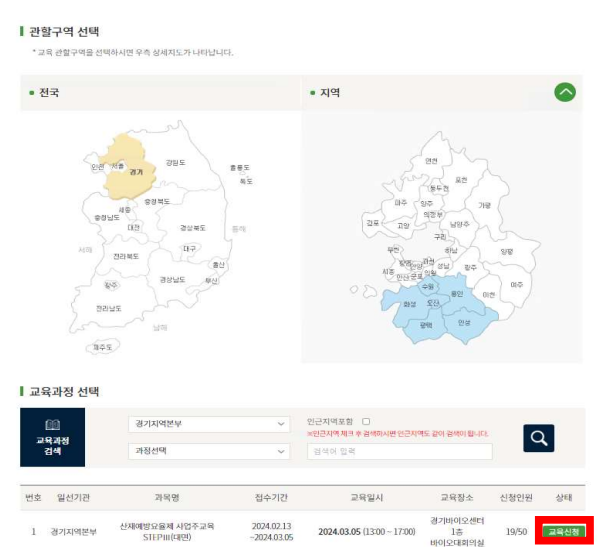 관할구역 선택
* 교육 관할구역을 선택하시면 우측 상세지도가 나타납니다.
전국
지역
강원도
인천 서울 경기
울릉도
독도
충청북도
세종
충청남도
대전
경상북도
동해
서해
대구
전라북도
울산
광주
경상남도
부산
전라남도
남해
제주도
연천
포천
동두천
파주 양주
가평
의정부
김포 고양
남양주
구리
부천
하남
양평
광명 안양 과천
성남
광주
시흥
안산 군포 의왕
여주
수원
용인
이천
화성 오산
평택
안성
교육과정 선택
교육과정
검색
경기지역본부
인근지역포함
※인근지역 체크 후 검색하시면 인근지역도 같이 검색이 됩니다.
과정선택
검색어 입력
번호 일선기관 과목명 접수기간 교육일시 교육장소 신청인원 상태
1 경기지역본부 산재예방요율제 사업주교육 STEPIII(대면) 2024.02.13 ~2024.03.05 2024.03.05 (13:00 ~ 17:00) 경기바이오센터 1층 바이오대회의실 19/50 교육신청